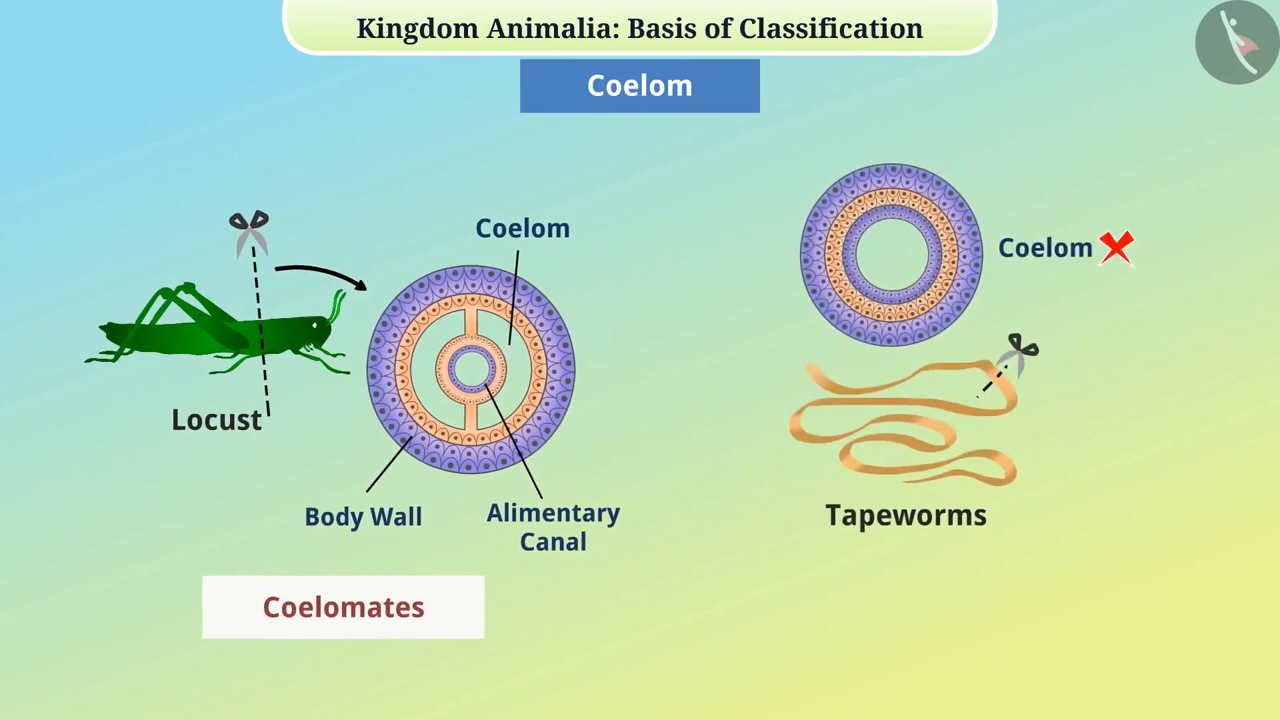 Kingdom Animalia: Basis of Classification
Coelom
Coelom
Locust
Body Wall
Alimentary
Canal
Coelomates
Coelom
Tapeworms